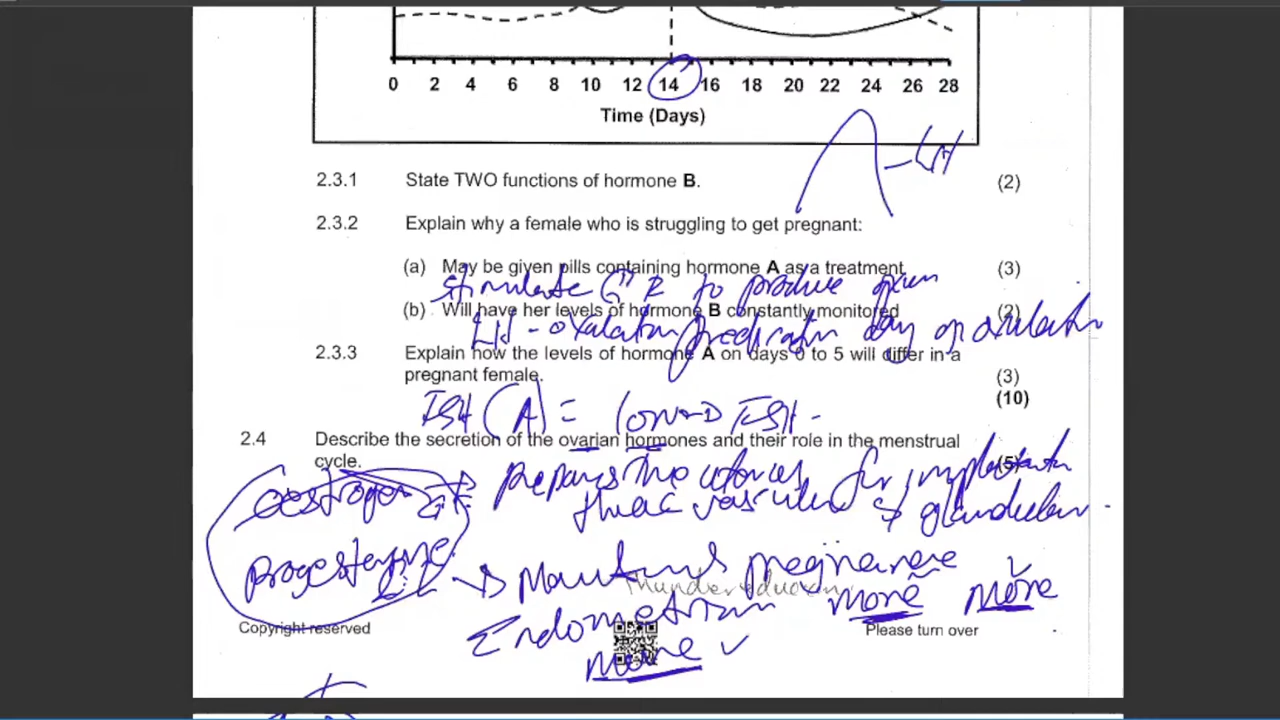 0 2 4 6 8 10 12 14 16 18 20 22 24 26 28
Time (Days)
LH
2.3.1 State TWO functions of hormone B. (2)
2.3.2 Explain why a female who is struggling to get pregnant:
(a) May be given pills containing hormone A as a treatment (3)
stimulate to produce
(b) Will have her levels of hormone B constantly monitored (2)
LH - day of
2.3.3 Explain how the levels of hormone A on days 0 to 5 will differ in a
pregnant female. (3)
(10)
FSH (A) = FSH -
2.4 Describe the secretion of the ovarian hormones and their role in the menstrual
cycle. (5)
oestrogen prepares the uterus for implantation
vascular & glandular.
progesterone → Maintains pregnancy
Thundereduoxan
Endometrium more more
Copyright reserved Please turn over
more